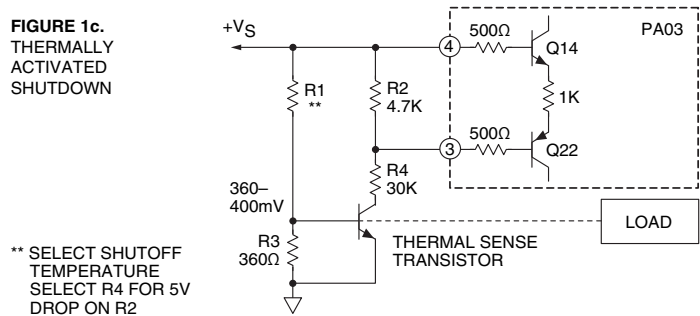 FIGURE 1c.
THERMALLY
ACTIVATED
SHUTDOWN
+VS
4
500Ω
Q14
PA03
R1
**
R2
4.7K
1K
3
500Ω
Q22
R4
30K
360–
400mV
R3
360Ω
THERMAL SENSE
TRANSISTOR
LOAD
** SELECT SHUTOFF
TEMPERATURE
SELECT R4 FOR 5V
DROP ON R2